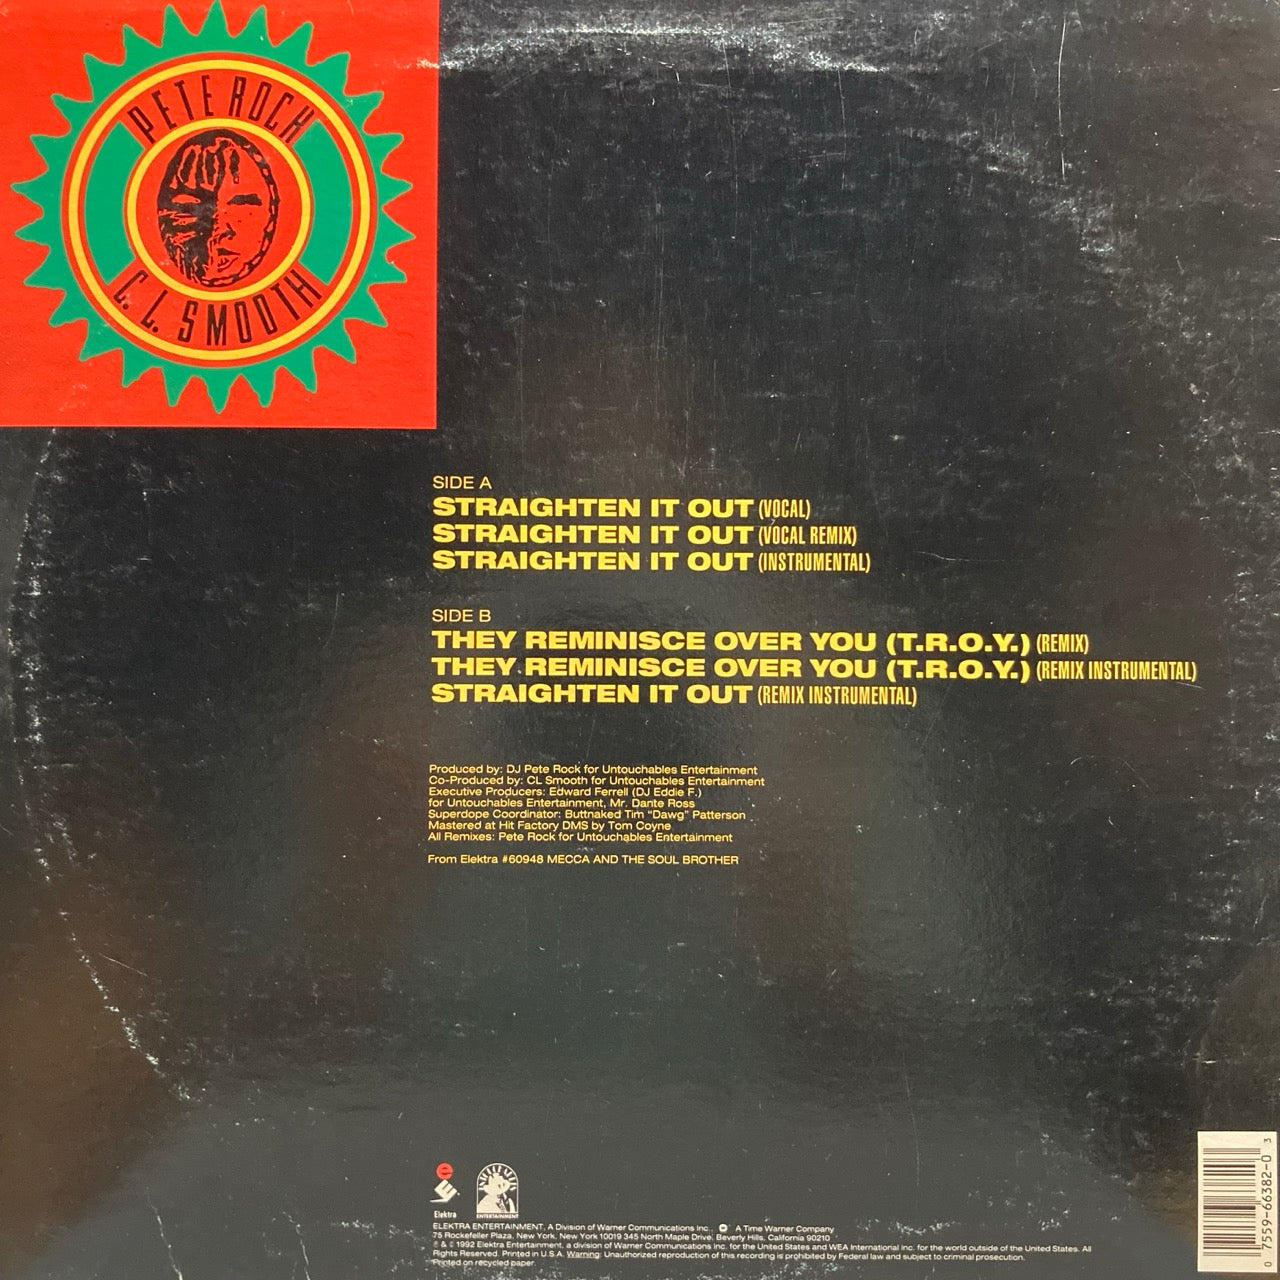 PETE ROCK
C. L. SMOOTH
SIDE A
STRAIGHTEN IT OUT (VOCAL)
STRAIGHTEN IT OUT (VOCAL REMIX)
STRAIGHTEN IT OUT (INSTRUMENTAL)
SIDE B
THEY REMINISCE OVER YOU (T.R.O.Y.) (REMIX)
THEY REMINISCE OVER YOU (T.R.O.Y.) (REMIX INSTRUMENTAL)
STRAIGHTEN IT OUT (REMIX INSTRUMENTAL)
Produced by: DJ Pete Rock for Untouchables Entertainment
Co-Produced by: CL Smooth for Untouchables Entertainment
Executive Producers: Edward Ferrell (DJ Eddie F.)
for Untouchables Entertainment, Mr. Dante Ross
Superdope Coordinator: Buttnaked Tim "Dawg" Patterson
Mastered at Hit Factory DMS by Tom Coyne
All Remixes: Pete Rock for Untouchables Entertainment
From Elektra #60948 MECCA AND THE SOUL BROTHER
Elektra
ENTERTAINMENT
ELEKTRA ENTERTAINMENT, A Division of Warner Communications Inc., A Time Warner Company
75 Rockefeller Plaza, New York, New York 10019 345 North Maple Drive, Beverly Hills, California 90210
℗ & © 1992 Elektra Entertainment, a division of Warner Communications Inc. for the United States and WEA International Inc. for the world outside of the United States. All
Rights Reserved. Printed in U.S.A. Warning: Unauthorized reproduction of this recording is prohibited by Federal law and subject to criminal prosecution.
Printed on recycled paper.
0 7559-66382-0 3